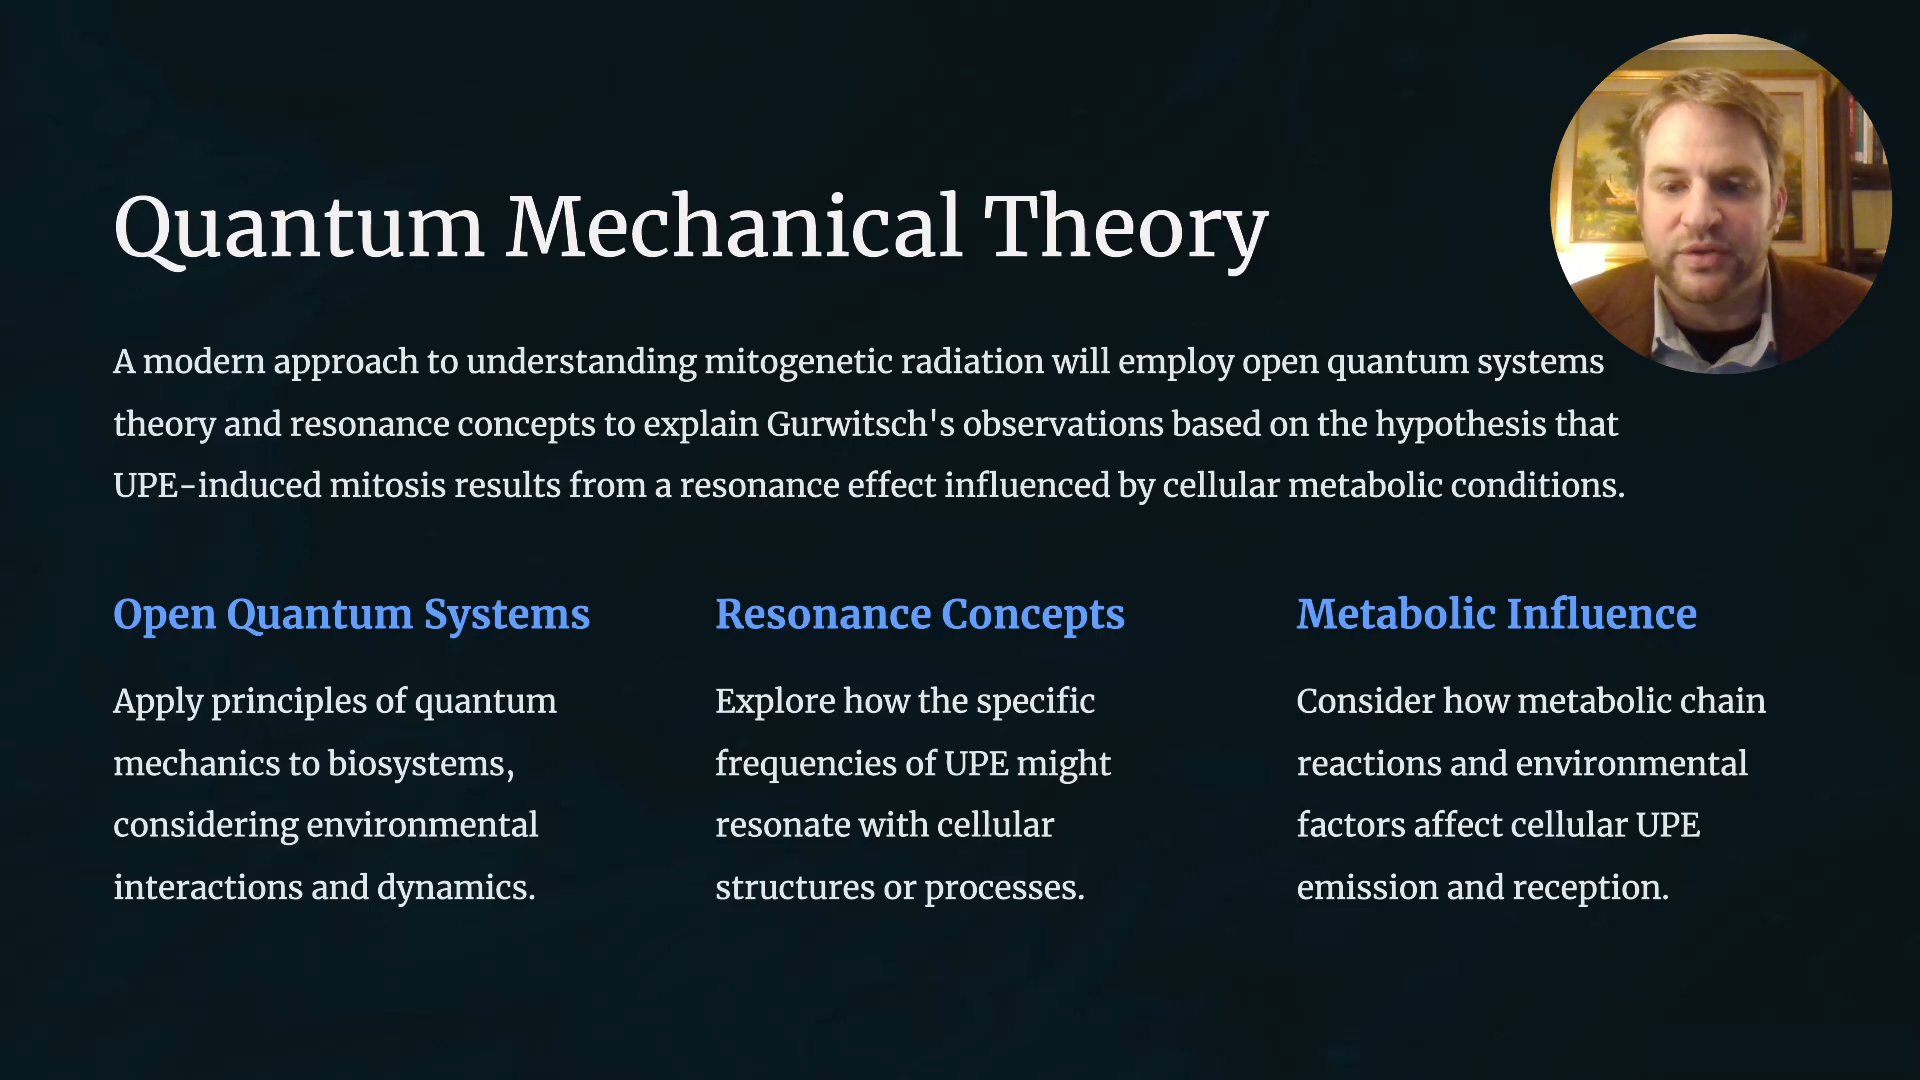 Quantum Mechanical Theory
A modern approach to understanding mitogenetic radiation will employ open quantum systems
theory and resonance concepts to explain Gurwitsch's observations based on the hypothesis that
UPE-induced mitosis results from a resonance effect influenced by cellular metabolic conditions.
Open Quantum Systems
Apply principles of quantum
mechanics to biosystems,
considering environmental
interactions and dynamics.
Resonance Concepts
Explore how the specific
frequencies of UPE might
resonate with cellular
structures or processes.
Metabolic Influence
Consider how metabolic chain
reactions and environmental
factors affect cellular UPE
emission and reception.